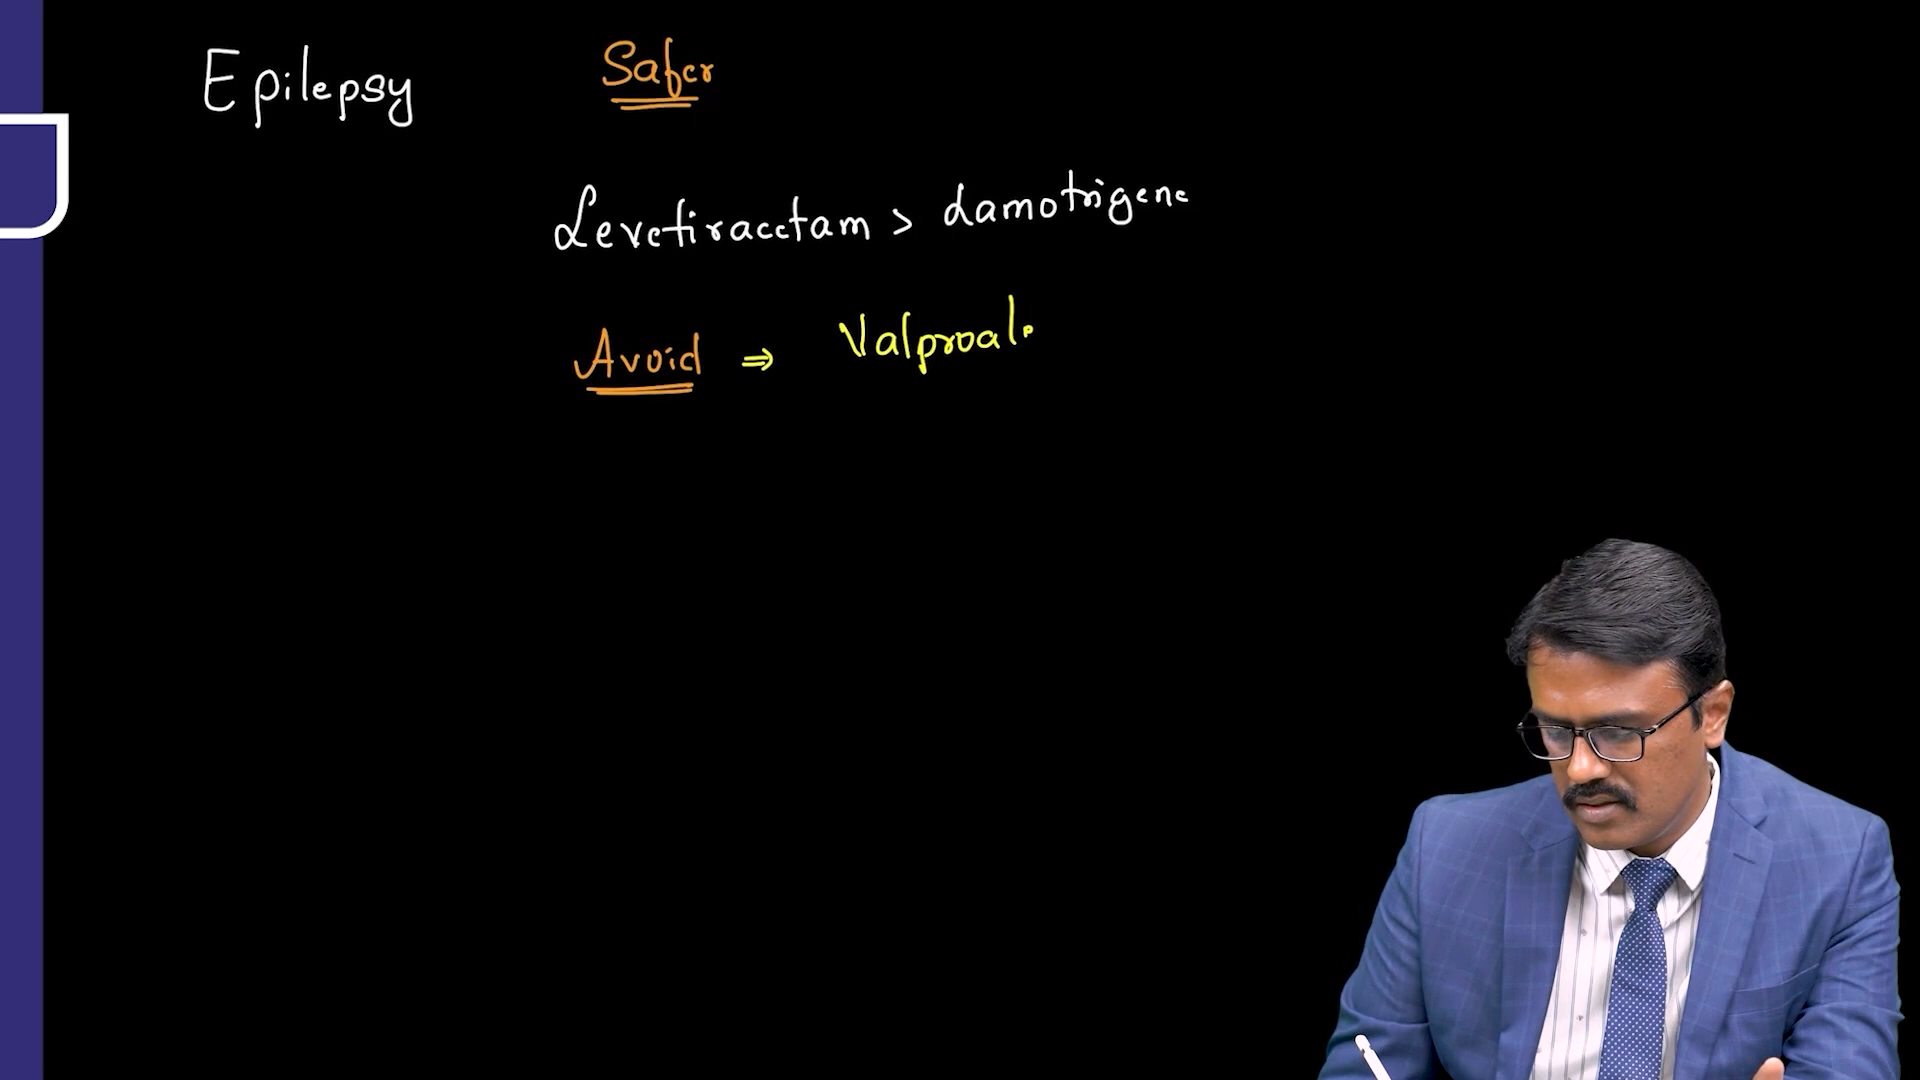 Epilepsy Safer
Levetiracetam > Lamotrigene
Avoid ⇒ Valproate